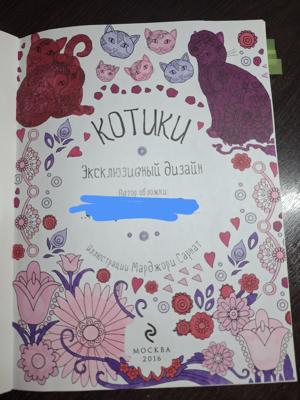 КОТИКИ
Эксклюзивный дизайн
Автор обложки:
Иллюстрации Марджори Сарнат
МОСКВА
2016